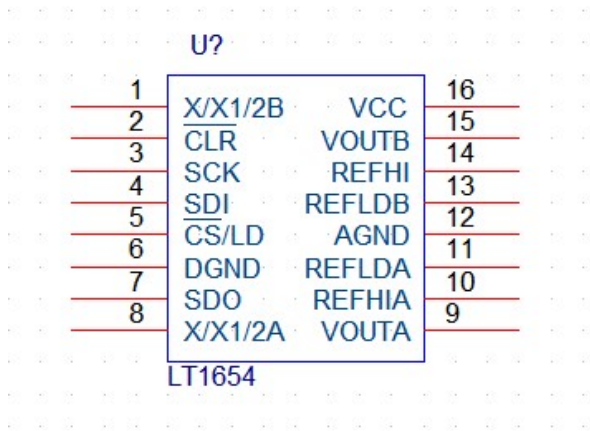 U?
1 X/X1/2B VCC 16
2 CLR VOUTB 15
3 SCK REFHI 14
4 SDI REFLDB 13
5 CS/LD AGND 12
6 DGND REFLDA 11
7 SDO REFHIA 10
8 X/X1/2A VOUTA 9
LT1654